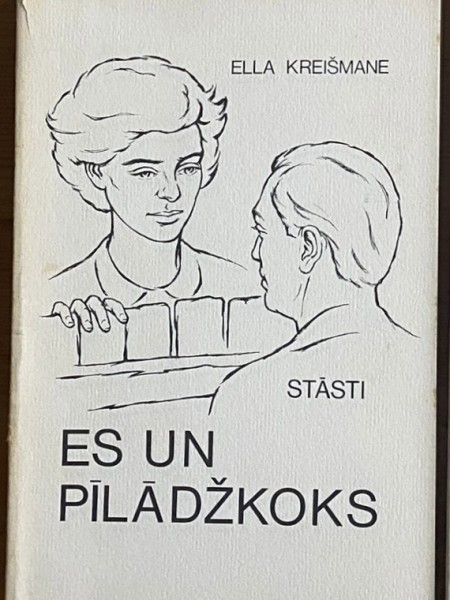 ELLA KREIŠMANE
STĀSTI
ES UN
PĪLĀDŽKOKS